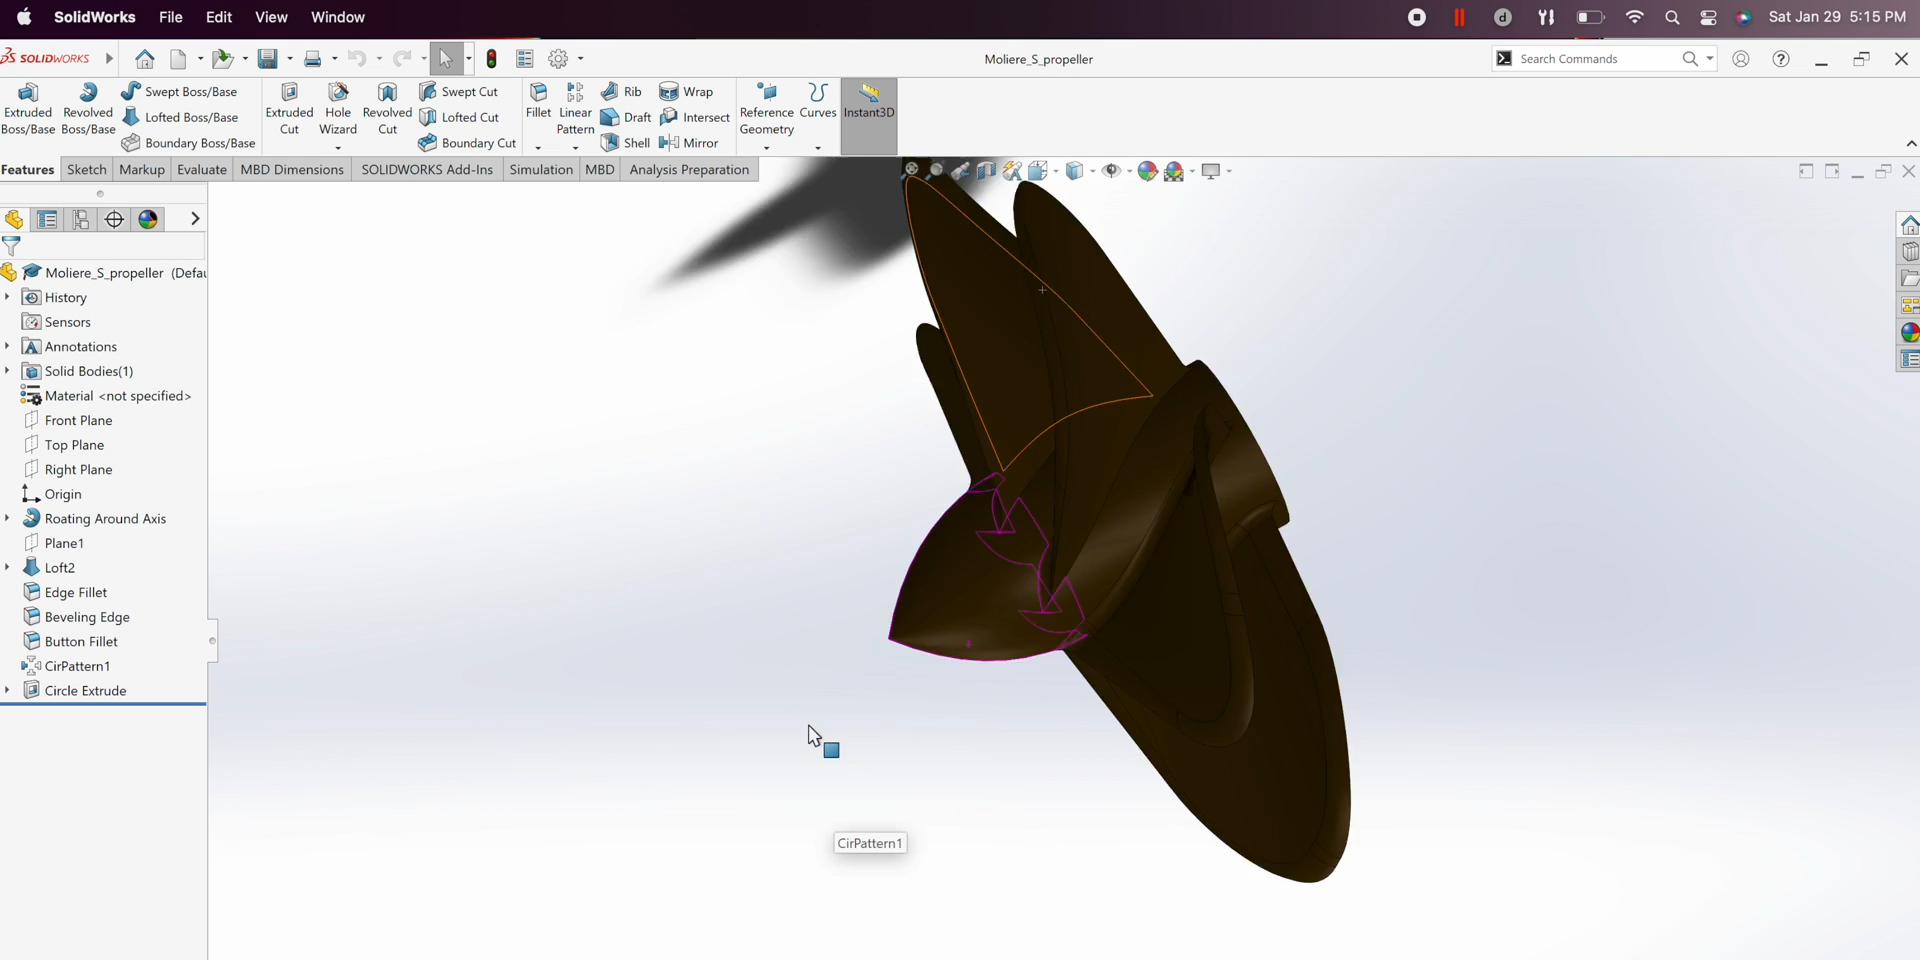 SolidWorks File Edit View Window
d Sat Jan 29 5:15 PM
SOLIDWORKS
Moliere_S_propeller
Search Commands
Extruded Boss/Base
Revolved Boss/Base
Swept Boss/Base
Lofted Boss/Base
Boundary Boss/Base
Extruded Cut
Hole Wizard
Revolved Cut
Swept Cut
Lofted Cut
Boundary Cut
Fillet
Linear Pattern
Rib
Draft
Shell
Wrap
Intersect
Mirror
Reference Geometry
Curves
Instant3D
Features Sketch Markup Evaluate MBD Dimensions SOLIDWORKS Add-Ins Simulation MBD Analysis Preparation
Moliere_S_propeller (Defau
History
Sensors
Annotations
Solid Bodies(1)
Material <not specified>
Front Plane
Top Plane
Right Plane
Origin
Roating Around Axis
Plane1
Loft2
Edge Fillet
Beveling Edge
Button Fillet
CirPattern1
Circle Extrude
CirPattern1